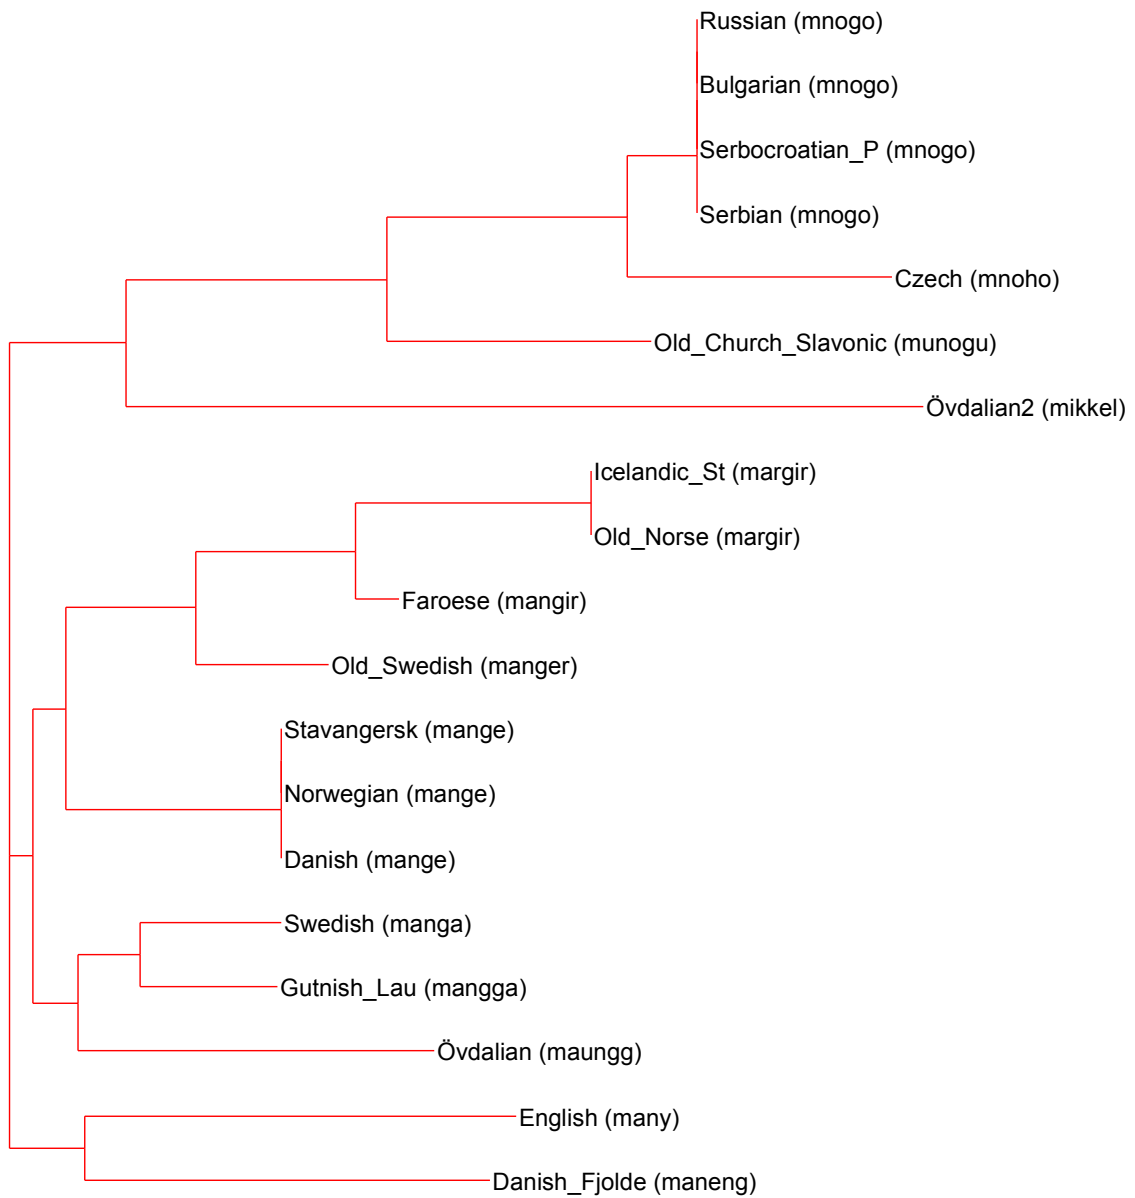 Russian (mnogo)
Bulgarian (mnogo)
Serbocroatian_P (mnogo)
Serbian (mnogo)
Czech (mnoho)
Old_Church_Slavonic (munogu)
Övdalian2 (mikkel)
Icelandic_St (margir)
Old_Norse (margir)
Faroese (mangir)
Old_Swedish (manger)
Stavangersk (mange)
Norwegian (mange)
Danish (mange)
Swedish (manga)
Gutnish_Lau (mangga)
Övdalian (maungg)
English (many)
Danish_Fjolde (maneng)